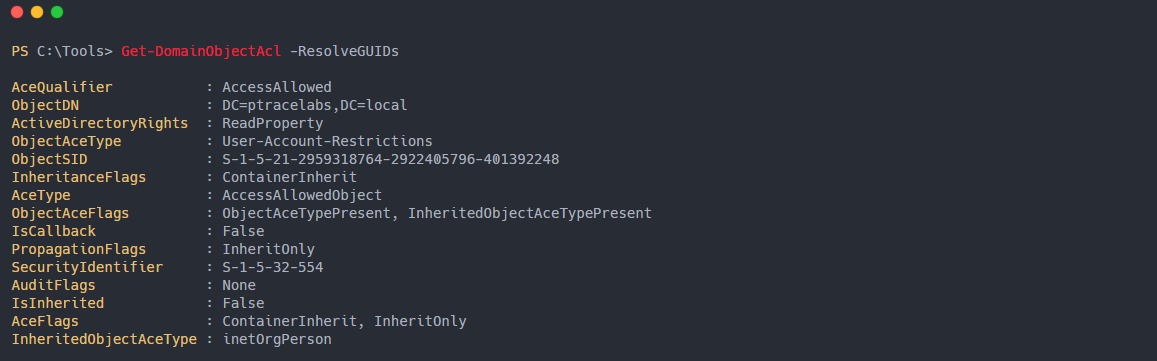 PS C:\Tools> Get-DomainObjectAcl -ResolveGUIDs
AceQualifier : AccessAllowed
ObjectDN : DC=ptracelabs,DC=local
ActiveDirectoryRights : ReadProperty
ObjectAceType : User-Account-Restrictions
ObjectSID : S-1-5-21-2959318764-2922405796-401392248
InheritanceFlags : ContainerInherit
AceType : AccessAllowedObject
ObjectAceFlags : ObjectAceTypePresent, InheritedObjectAceTypePresent
IsCallback : False
PropagationFlags : InheritOnly
SecurityIdentifier : S-1-5-32-554
AuditFlags : None
IsInherited : False
AceFlags : ContainerInherit, InheritOnly
InheritedObjectAceType : inetOrgPerson